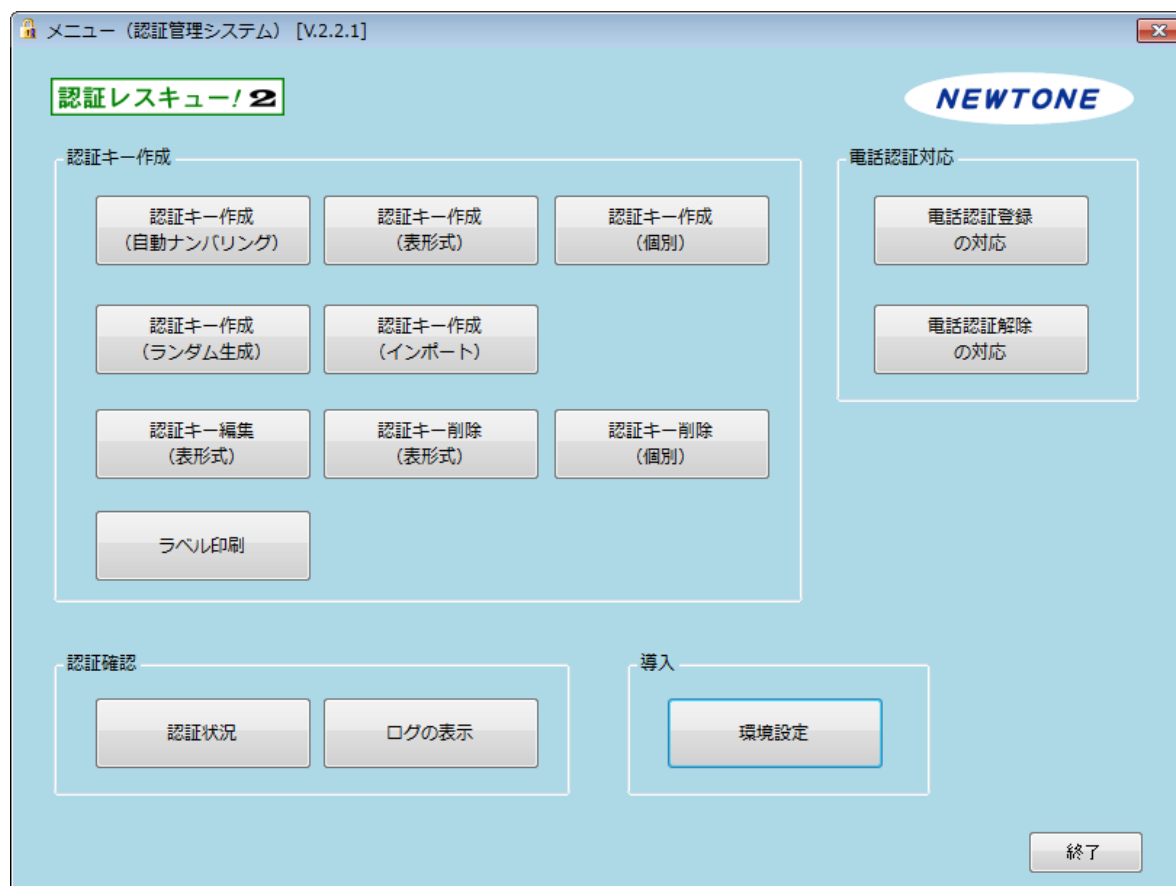 メニュー（認証管理システム） [V.2.2.1]
認証レスキュー！2
NEWTONE
認証キー作成
認証キー作成
（自動ナンバリング）
認証キー作成
（表形式）
認証キー作成
（個別）
認証キー作成
（ランダム生成）
認証キー作成
（インポート）
認証キー編集
（表形式）
認証キー削除
（表形式）
認証キー削除
（個別）
ラベル印刷
電話認証対応
電話認証登録
の対応
電話認証解除
の対応
認証確認
認証状況
ログの表示
導入
環境設定
終了